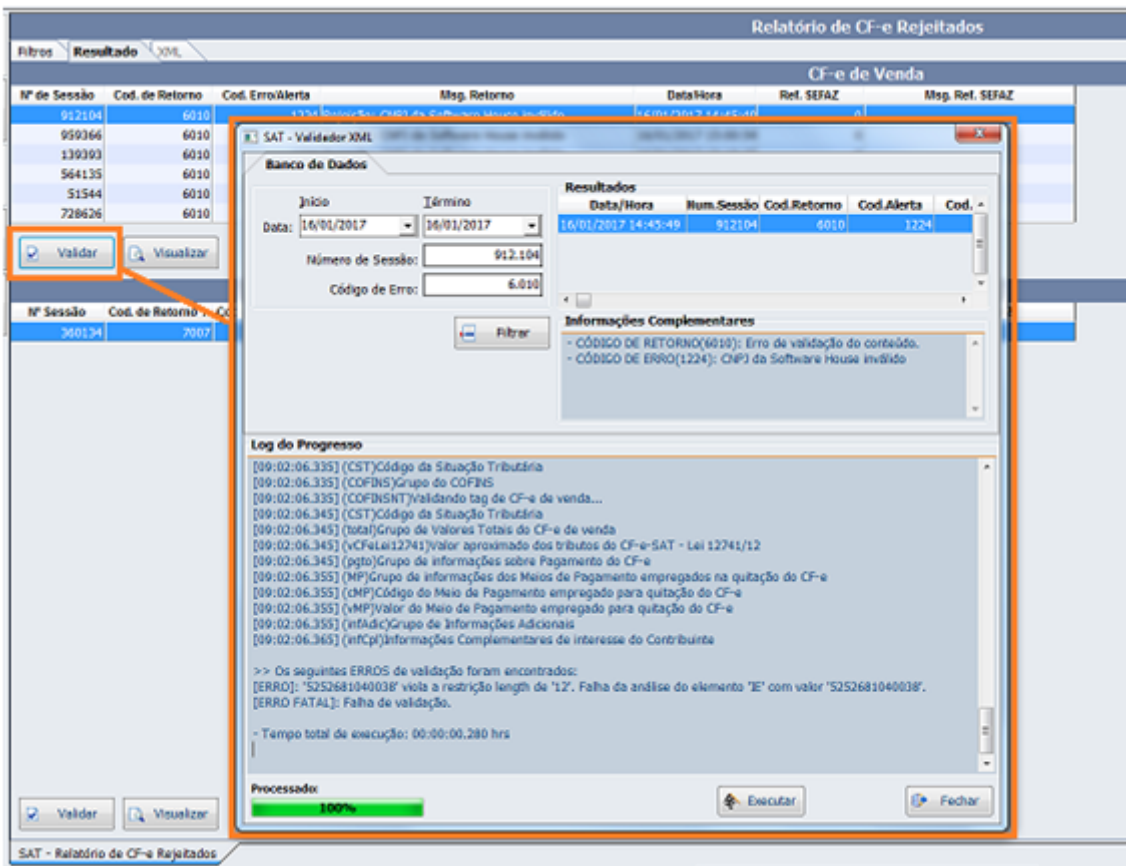 Relatório de CF-e Rejeitados
Filtros Resultado XML
CF-e de Venda
Nº de Sessão Cod. de Retorno Cod. Erro/Alerta Msg. Retorno Data/Hora Ref. SEFAZ Msg. Ref. SEFAZ
912104 6010 1224 Rejeição: CNPJ da Software House inválido 16/01/2017 14:45:49 0
959366 6010
139393 6010
564135 6010
51544 6010
728626 6010
Validar Visualizar
Nº Sessão Cod. de Retorno
360134 7007
SAT - Validador XML
Banco de Dados
Início Término
Data: 16/01/2017 16/01/2017
Número de Sessão: 912.104
Código de Erro: 6.010
Filtrar
Resultados
Data/Hora Num.Sessão Cod.Retorno Cod.Alerta Cod.
16/01/2017 14:45:49 912104 6010 1224
Informações Complementares
- CÓDIGO DE RETORNO(6010): Erro de validação do conteúdo.
- CÓDIGO DE ERRO(1224): CNPJ da Software House inválido
Log do Progresso
[09:02:06.335] (CST)Código da Situação Tributária
[09:02:06.335] (COFINS)Grupo do COFINS
[09:02:06.335] (COFINSNT)Validando tag de CF-e de venda...
[09:02:06.345] (CST)Código da Situação Tributária
[09:02:06.345] (total)Grupo de Valores Totais do CF-e de venda
[09:02:06.345] (vCFeLei12741)Valor aproximado dos tributos do CF-e-SAT - Lei 12741/12
[09:02:06.345] (pgto)Grupo de informações sobre Pagamento do CF-e
[09:02:06.355] (MP)Grupo de informações dos Meios de Pagamento empregados na quitação do CF-e
[09:02:06.355] (cMP)Código do Meio de Pagamento empregado para quitação do CF-e
[09:02:06.355] (vMP)Valor do Meio de Pagamento empregado para quitação do CF-e
[09:02:06.355] (infAdic)Grupo de Informações Adicionais
[09:02:06.365] (infCpl)Informações Complementares de interesse do Contribuinte
>> Os seguintes ERROS de validação foram encontrados:
[ERRO]: '5252681040038' viola a restrição length de '12'. Falha da análise do elemento 'IE' com valor '5252681040038'.
[ERRO FATAL]: Falha de validação.
- Tempo total de execução: 00:00:00.280 hrs
Processado:
100%
Executar Fechar
Validar Visualizar
SAT - Relatório de CF-e Rejeitados